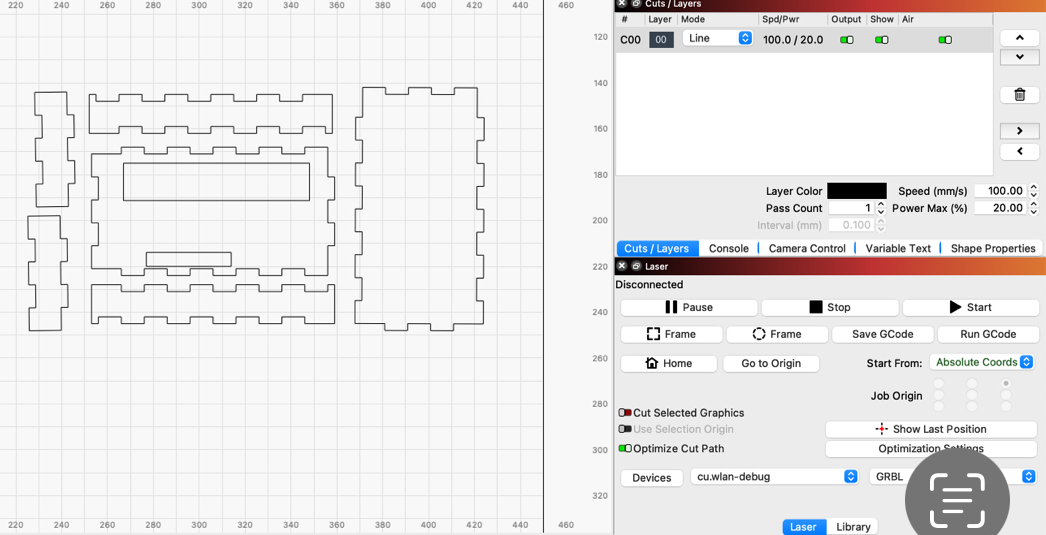 220 240 260 280 300 320 340 360 380 400 420 440 460
Cuts / Layers
# Layer Mode Spd/Pwr Output Show Air
C00 00 Line 100.0 / 20.0
120
140
160
180
200
220
240
260
280
300
320
Layer Color Speed (mm/s) 100.00
Pass Count 1 Power Max (%) 20.00
Interval (mm) 0.100
Cuts / Layers Console Camera Control Variable Text Shape Properties
Laser
Disconnected
Pause Stop Start
Frame Frame Save GCode Run GCode
Home Go to Origin Start From: Absolute Coords
Job Origin
Cut Selected Graphics
Use Selection Origin Show Last Position
Optimize Cut Path Optimization Settings
Devices cu.wlan-debug GRBL
Laser Library
220 240 260 280 300 320 340 360 380 400 420 440 460